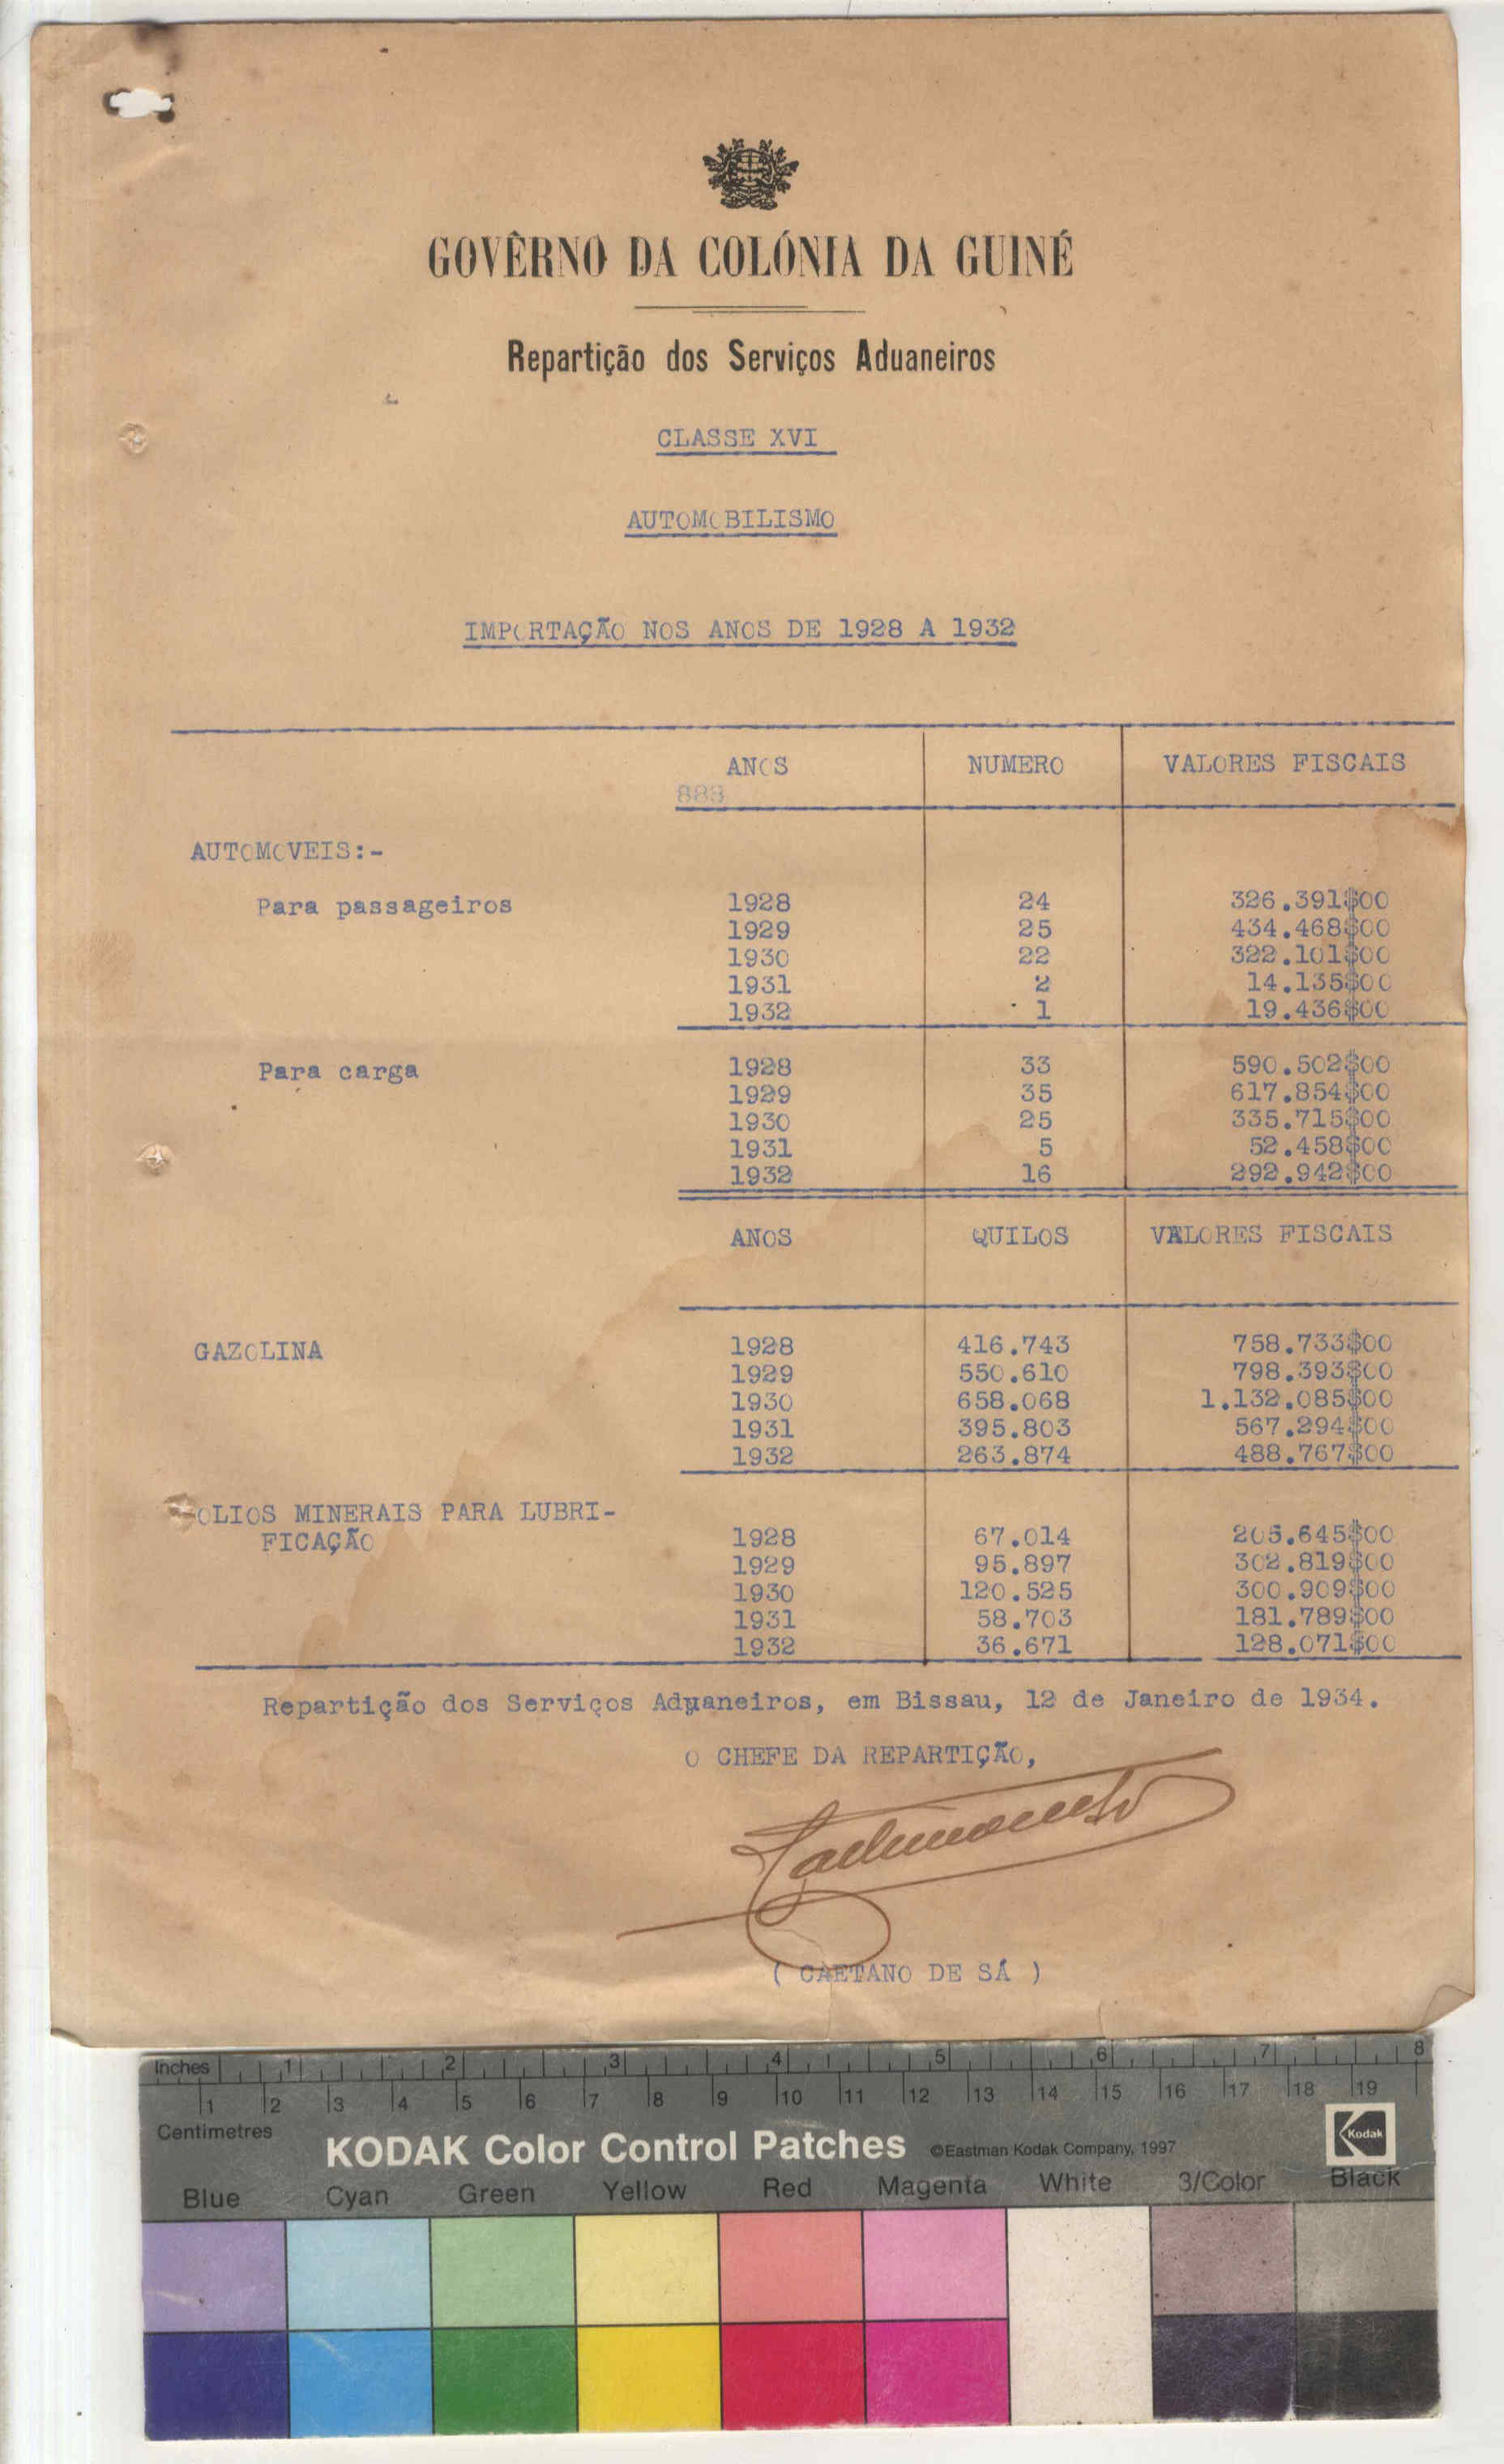 GOVÊRNO DA COLÓNIA DA GUINÉ
Repartição dos Serviços Aduaneiros
CLASSE XVI
AUTOMOBILISMO
IMPORTAÇÃO NOS ANOS DE 1928 A 1932
ANOS NUMERO VALORES FISCAIS
883
AUTOMOVEIS:-
Para passageiros 1928 24 326.391$00
1929 25 434.468$00
1930 22 322.101$00
1931 2 14.135$00
1932 1 19.436$00
Para carga 1928 33 590.502$00
1929 35 617.854$00
1930 25 335.715$00
1931 5 52.458$00
1932 16 292.942$00
ANOS QUILOS VALORES FISCAIS
GAZOLINA 1928 416.743 758.733$00
1929 550.610 798.393$00
1930 658.068 1.132.085$00
1931 395.803 567.294$00
1932 263.874 488.767$00
OLIOS MINERAIS PARA LUBRI-
FICAÇÃO 1928 67.014 205.645$00
1929 95.897 302.819$00
1930 120.525 300.909$00
1931 58.703 181.789$00
1932 36.671 128.071$00
Repartição dos Serviços Aduaneiros, em Bissau, 12 de Janeiro de 1934.
O CHEFE DA REPARTIÇÃO,
( CAETANO DE SÁ )
Inches 1 2 3 4 5 6 7 8
1 2 3 4 5 6 7 8 9 10 11 12 13 14 15 16 17 18 19
Centimetres
KODAK Color Control Patches ©Eastman Kodak Company, 1997 Kodak
Blue Cyan Green Yellow Red Magenta White 3/Color Black